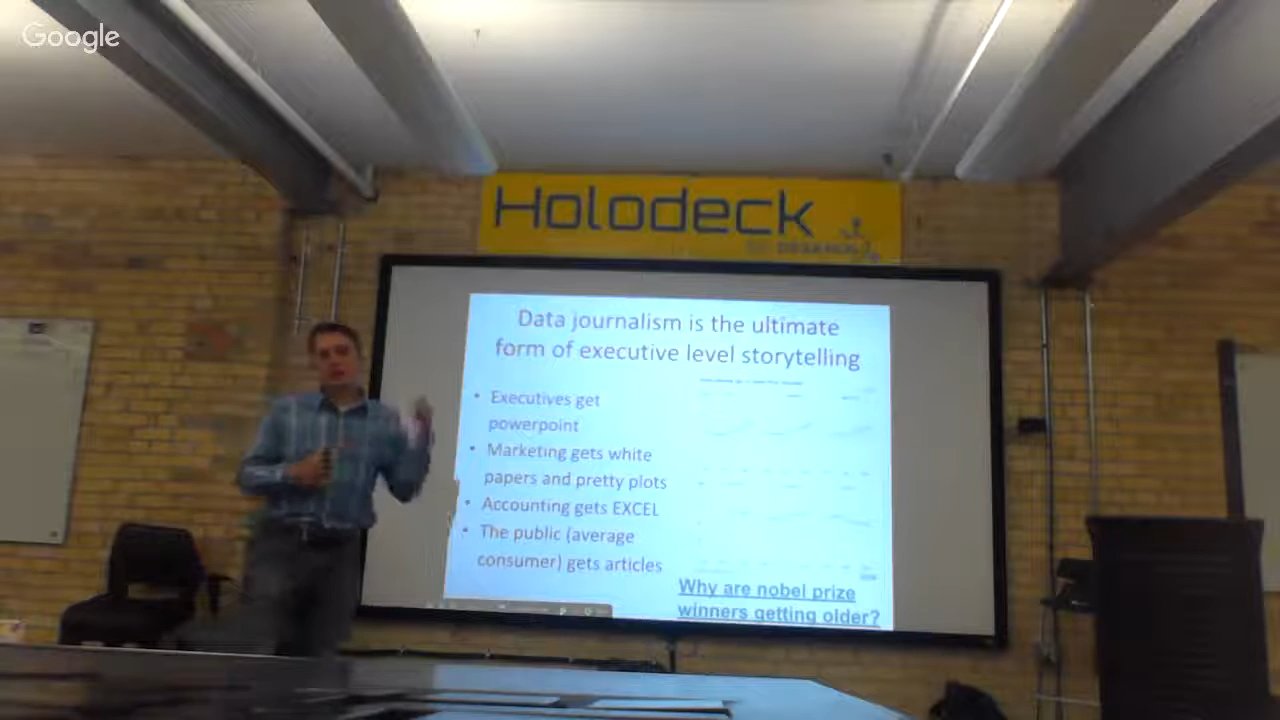 Google
Holodeck
Data journalism is the ultimate
form of executive level storytelling
• Executives get
powerpoint
• Marketing gets white
papers and pretty plots
• Accounting gets EXCEL
• The public (average
consumer) gets articles
Why are nobel prize
winners getting older?